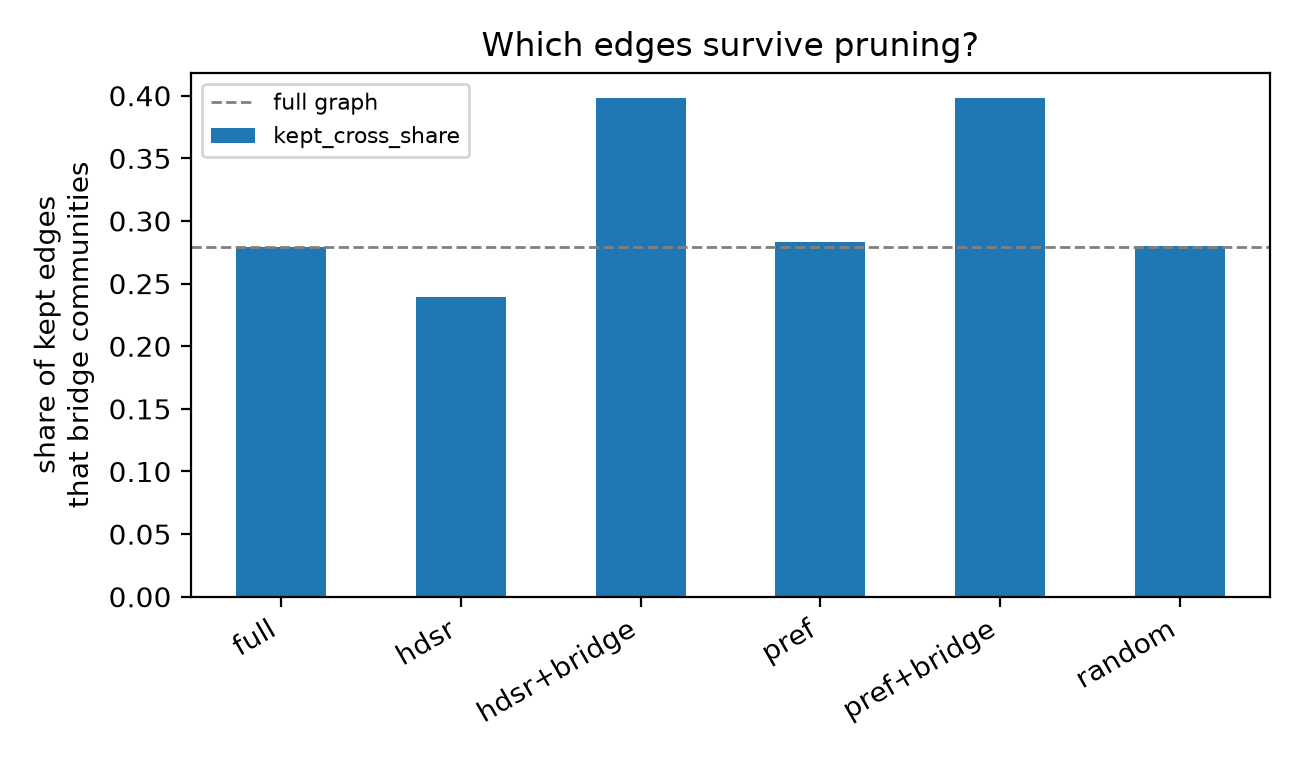 Which edges survive pruning?
full graph
kept_cross_share
share of kept edges
that bridge communities
0.40
0.35
0.30
0.25
0.20
0.15
0.10
0.05
0.00
full
hdsr
hdsr+bridge
pref
pref+bridge
random